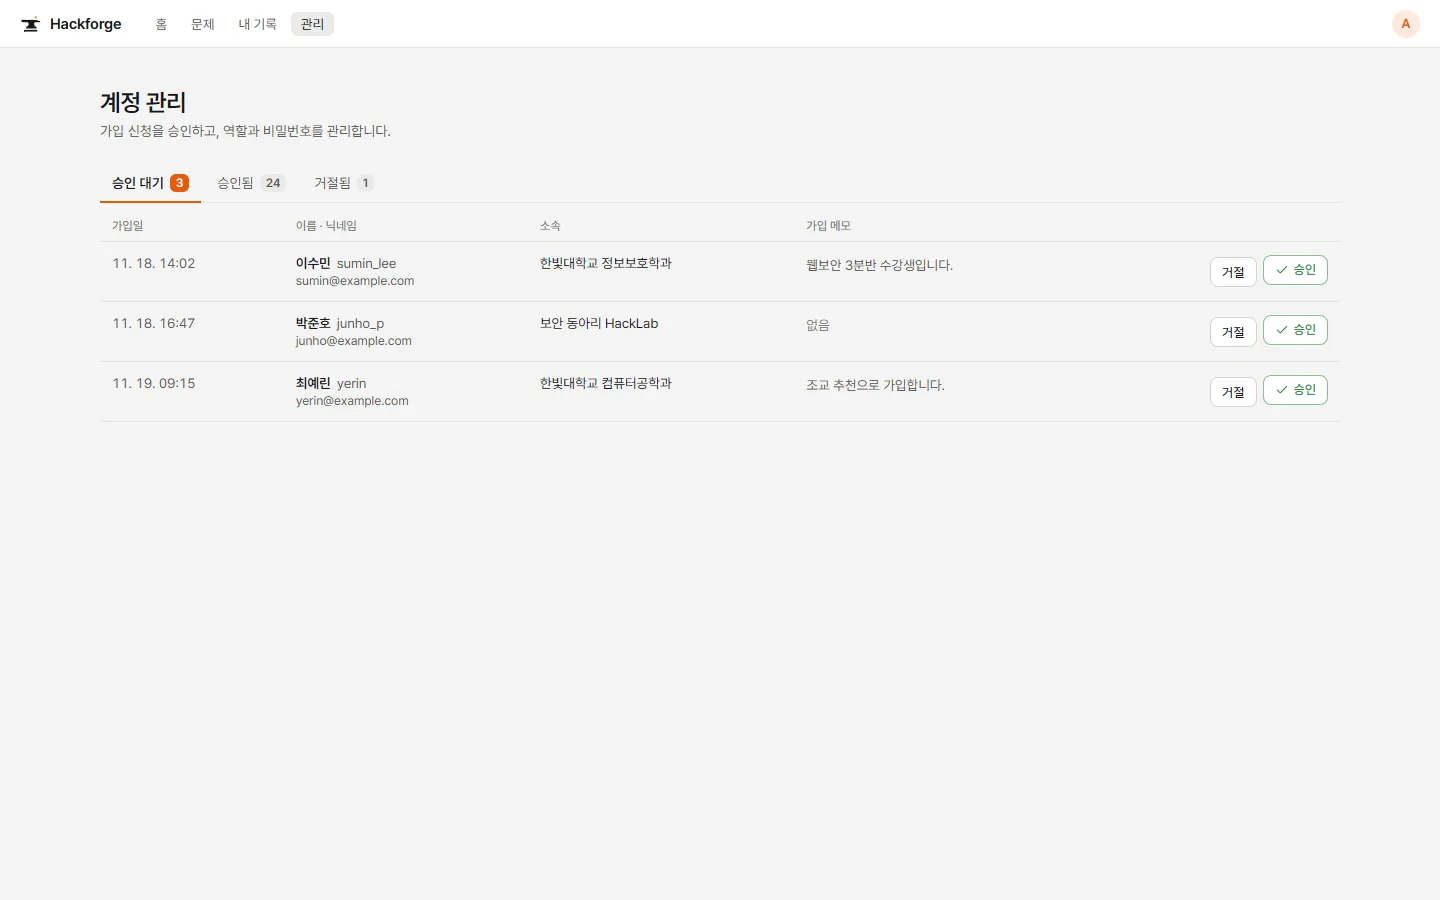 Hackforge 홈 문제 내 기록 관리 A
계정 관리
가입 신청을 승인하고, 역할과 비밀번호를 관리합니다.
승인 대기 3 승인됨 24 거절됨 1
가입일 이름 · 닉네임 소속 가입 메모
11. 18. 14:02 이수민 sumin_lee 한빛대학교 정보보호학과 웹보안 3분반 수강생입니다. 거절 승인
sumin@example.com
11. 18. 16:47 박준호 junho_p 보안 동아리 HackLab 없음 거절 승인
junho@example.com
11. 19. 09:15 최예린 yerin 한빛대학교 컴퓨터공학과 조교 추천으로 가입합니다. 거절 승인
yerin@example.com